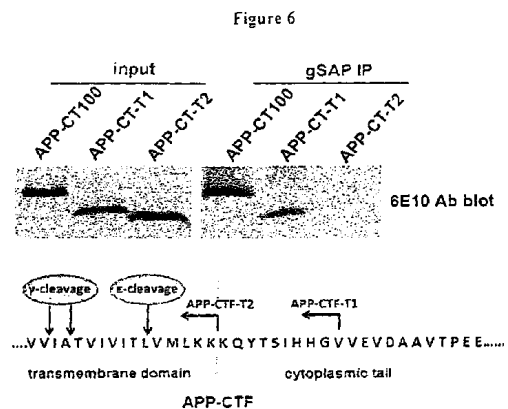 Figure 6
input gSAP IP
APP-CT100 APP-CT-T1 APP-CT-T2 APP-CT100 APP-CT-T1 APP-CT-T2
6E10 Ab blot
γ-cleavage ε-cleavage APP-CTF-T2 APP-CTF-T1
....VVIATVIVITLVMLKKKQYTSIHHGVVEVDAAVTPEE......
transmembrane domain cytoplasmic tail
APP-CTF